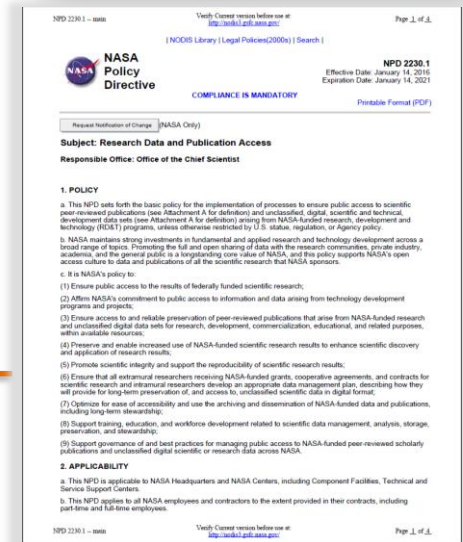 NPD 2230.1 -- main
Verify Current version before use at:
http://nodis3.gsfc.nasa.gov/
Page 1 of 4
| NODIS Library | Legal Policies(2000s) | Search |
NASA
NASA
Policy
Directive
NPD 2230.1
Effective Date: January 14, 2016
Expiration Date: January 14, 2021
COMPLIANCE IS MANDATORY
Printable Format (PDF)
Request Notification of Change (NASA Only)
Subject: Research Data and Publication Access
Responsible Office: Office of the Chief Scientist
1. POLICY
a. This NPD sets forth the basic policy for the implementation of processes to ensure public access to scientific
peer-reviewed publications (see Attachment A for definition) and unclassified, digital, scientific and technical,
development data sets (see Attachment A for definition) arising from NASA-funded research, development and
technology (RD&T) programs, unless otherwise restricted by U.S. statute, regulation, or Agency policy.
b. NASA maintains strong investments in fundamental and applied research and technology development across a
broad range of topics. Promoting the full and open sharing of data with the research communities, private industry,
academia, and the general public is a longstanding core value of NASA, and this policy supports NASA's open
access culture to data and publications of all the scientific research that NASA sponsors.
c. It is NASA's policy to:
(1) Ensure public access to the results of federally funded scientific research;
(2) Affirm NASA's commitment to public access to information and data arising from technology development
programs and projects;
(3) Ensure access to and reliable preservation of peer-reviewed publications that arise from NASA-funded research
and unclassified digital data sets for research, development, commercialization, educational, and related purposes,
within available resources;
(4) Preserve and enable increased use of NASA-funded scientific research results to enhance scientific discovery
and application of research results;
(5) Promote scientific integrity and support the reproducibility of scientific research results;
(6) Ensure that all extramural researchers receiving NASA-funded grants, cooperative agreements, and contracts for
scientific research and intramural researchers develop an appropriate data management plan, describing how they
will provide for long-term preservation of, and access to, unclassified scientific data in digital format;
(7) Optimize for ease of accessibility and use the archiving and dissemination of NASA-funded data and publications,
including long-term stewardship;
(8) Support training, education, and workforce development related to scientific data management, analysis, storage,
preservation, and stewardship;
(9) Support governance of and best practices for managing public access to NASA-funded peer-reviewed scholarly
publications and unclassified digital scientific or research data across NASA.
2. APPLICABILITY
a. This NPD is applicable to NASA Headquarters and NASA Centers, including Component Facilities, Technical and
Service Support Centers.
b. This NPD applies to all NASA employees and contractors to the extent provided in their contracts, including
part-time and full-time employees.
NPD 2230.1 -- main
Verify Current version before use at:
http://nodis3.gsfc.nasa.gov/
Page 1 of 4